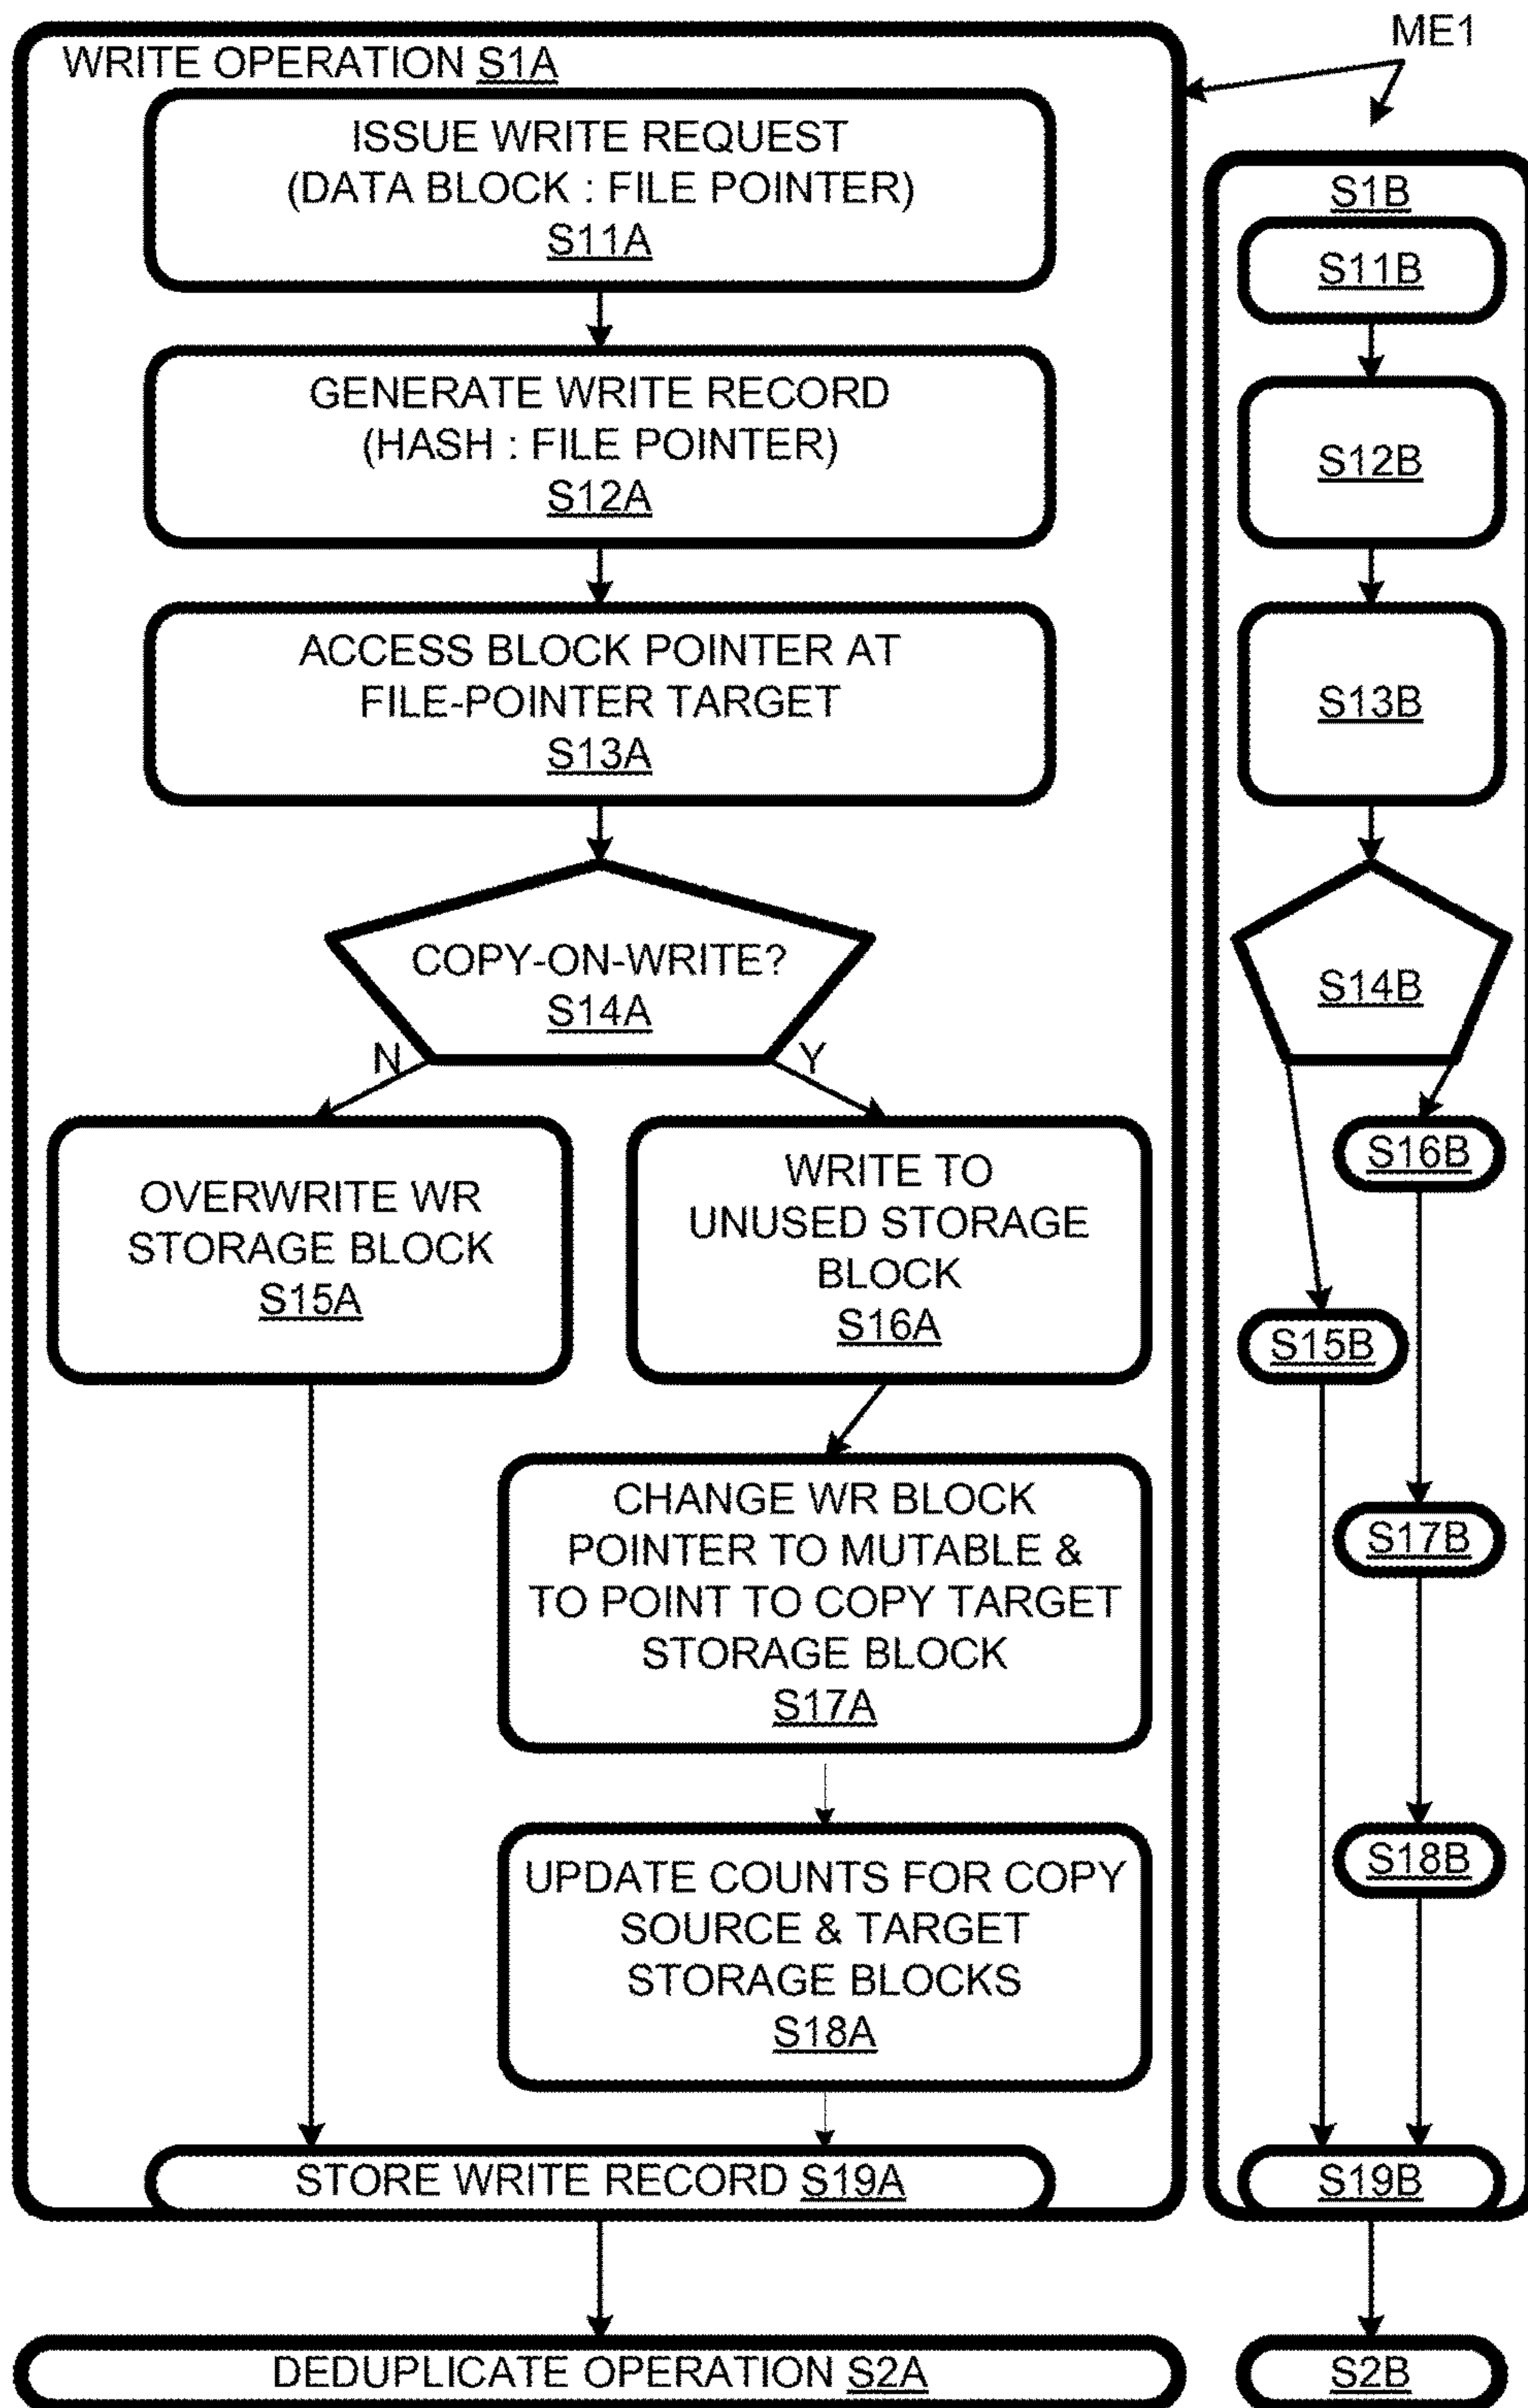 ME1
WRITE OPERATION S1A
ISSUE WRITE REQUEST
(DATA BLOCK : FILE POINTER)
S11A
GENERATE WRITE RECORD
(HASH : FILE POINTER)
S12A
ACCESS BLOCK POINTER AT
FILE-POINTER TARGET
S13A
COPY-ON-WRITE?
S14A
N
Y
OVERWRITE WR
STORAGE BLOCK
S15A
WRITE TO
UNUSED STORAGE
BLOCK
S16A
CHANGE WR BLOCK
POINTER TO MUTABLE &
TO POINT TO COPY TARGET
STORAGE BLOCK
S17A
UPDATE COUNTS FOR COPY
SOURCE & TARGET
STORAGE BLOCKS
S18A
STORE WRITE RECORD S19A
DEDUPLICATE OPERATION S2A
S1B
S11B
S12B
S13B
S14B
S16B
S15B
S17B
S18B
S19B
S2B